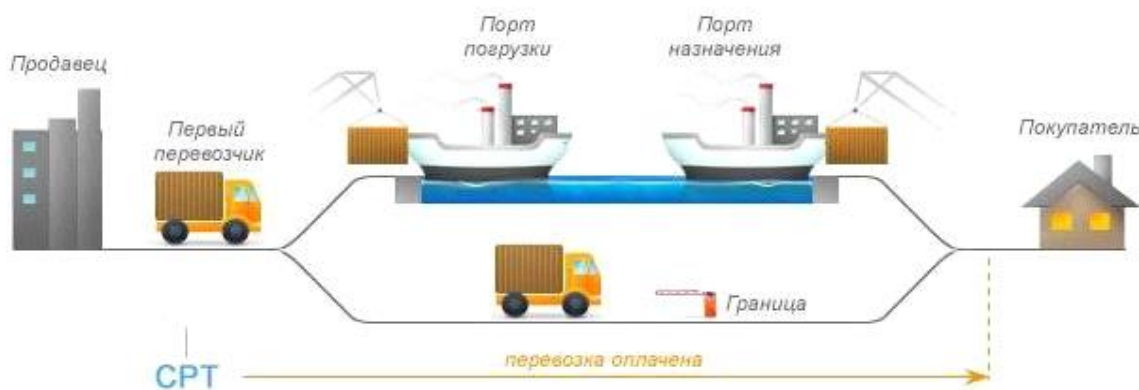 Продавец
Первый
перевозчик
Порт
погрузки
Порт
назначения
Покупатель
Граница
CPT
перевозка оплачена